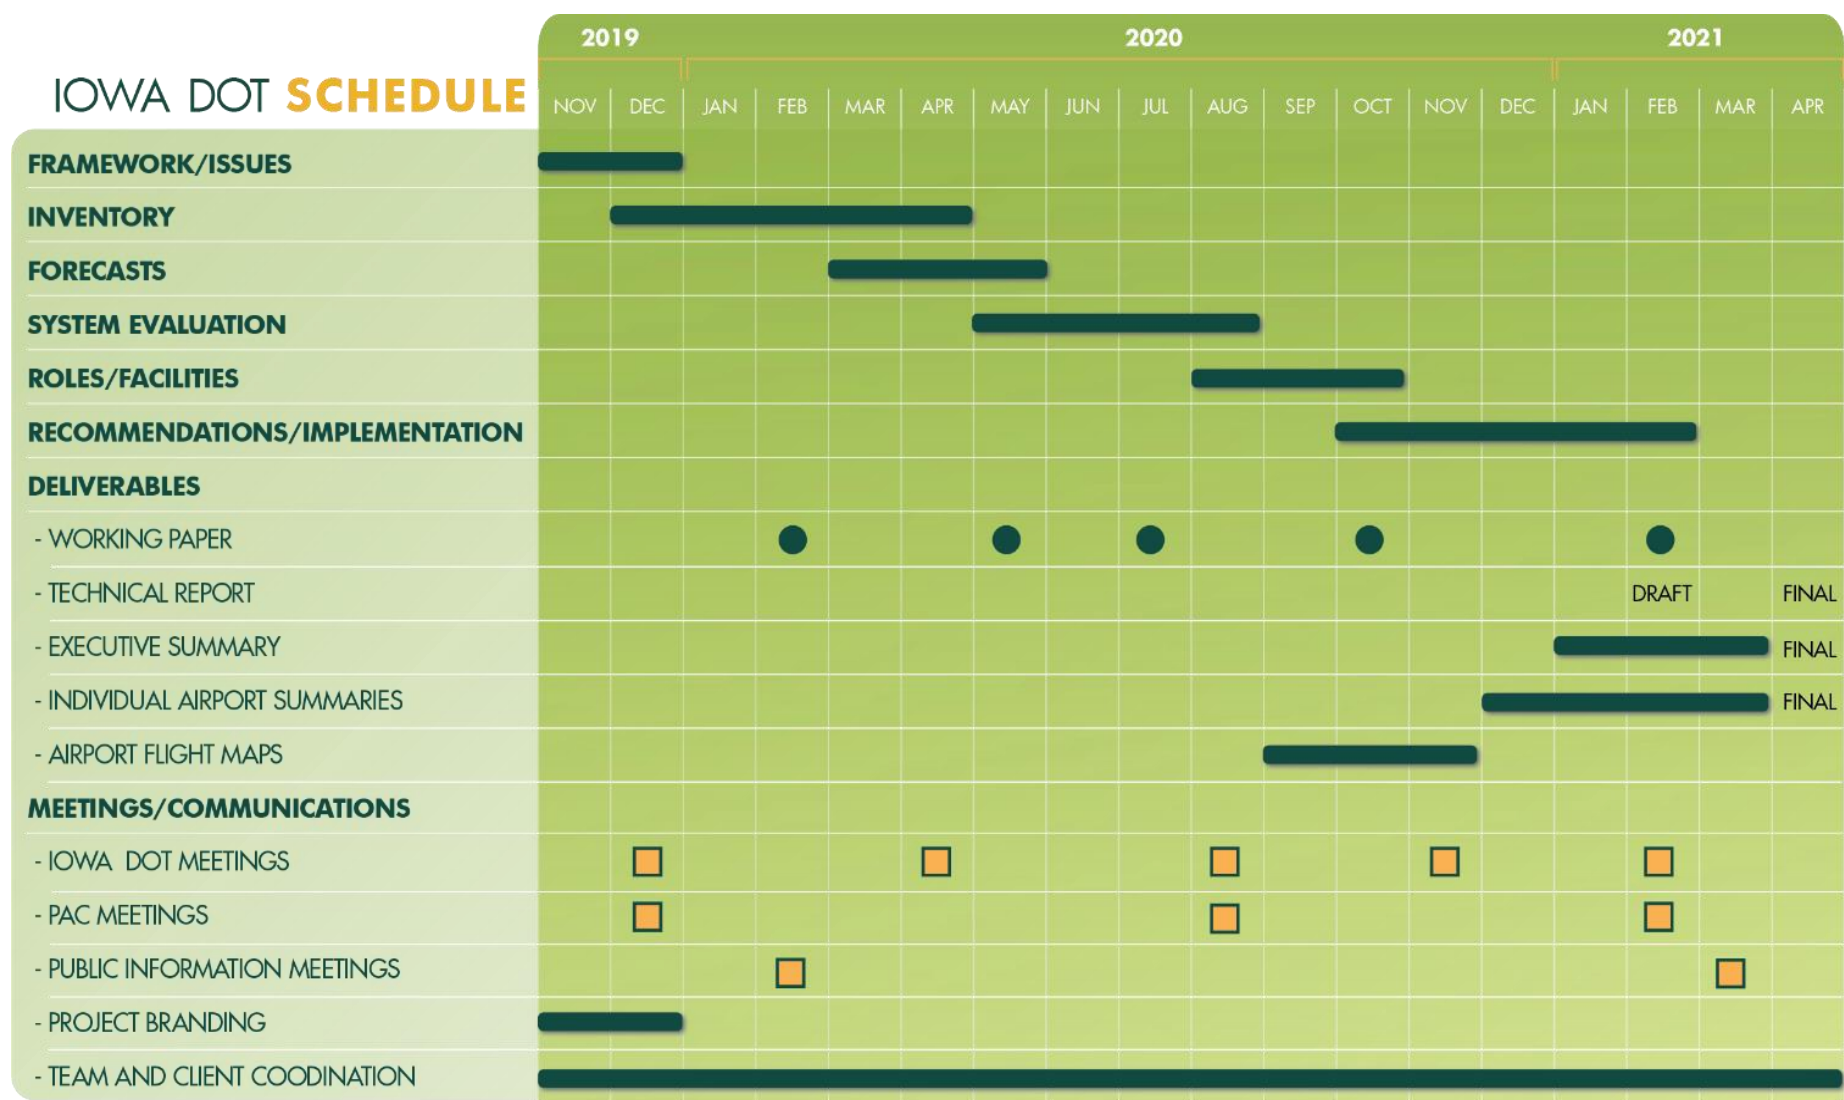 2019 2020 2021
IOWA DOT SCHEDULE
NOV DEC JAN FEB MAR APR MAY JUN JUL AUG SEP OCT NOV DEC JAN FEB MAR APR
FRAMEWORK/ISSUES
INVENTORY
FORECASTS
SYSTEM EVALUATION
ROLES/FACILITIES
RECOMMENDATIONS/IMPLEMENTATION
DELIVERABLES
- WORKING PAPER
- TECHNICAL REPORT DRAFT FINAL
- EXECUTIVE SUMMARY FINAL
- INDIVIDUAL AIRPORT SUMMARIES FINAL
- AIRPORT FLIGHT MAPS
MEETINGS/COMMUNICATIONS
- IOWA DOT MEETINGS
- PAC MEETINGS
- PUBLIC INFORMATION MEETINGS
- PROJECT BRANDING
- TEAM AND CLIENT COODINATION